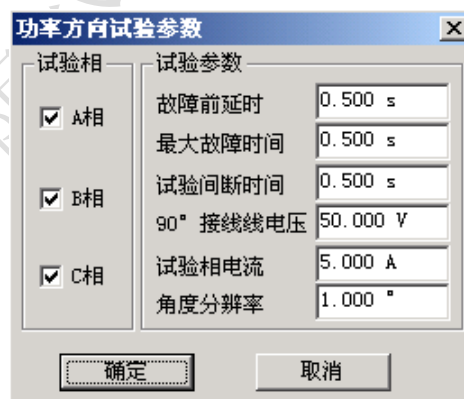 功率方向试验参数
试验相
A相
B相
C相
试验参数
故障前延时 0.500 s
最大故障时间 0.500 s
试验间断时间 0.500 s
90° 接线线电压 50.000 V
试验相电流 5.000 A
角度分辨率 1.000 °
确定 取消